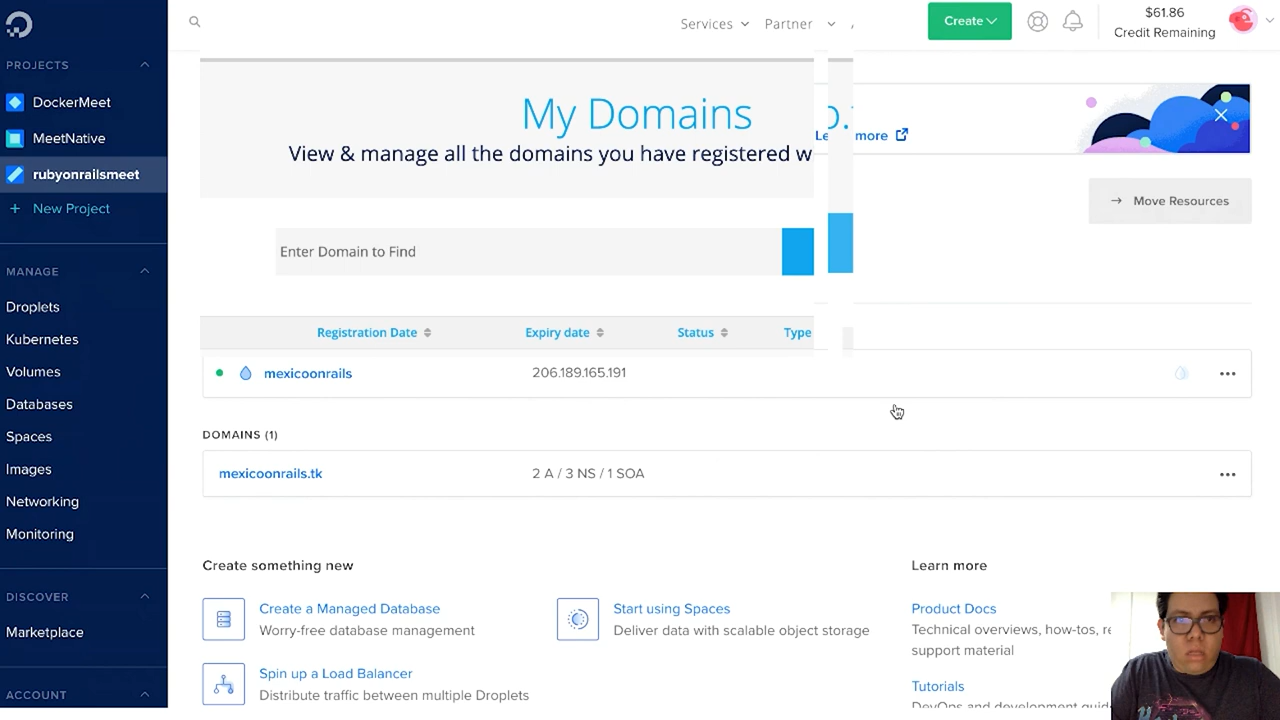 Services
Partner
Create
$61.86
Credit Remaining
PROJECTS
DockerMeet
MeetNative
rubyonrailsmeet
+ New Project
MANAGE
Droplets
Kubernetes
Volumes
Databases
Spaces
Images
Networking
Monitoring
DISCOVER
Marketplace
ACCOUNT
My Domains
View & manage all the domains you have registered w
more
→ Move Resources
Enter Domain to Find
Registration Date
Expiry date
Status
Type
mexicoonrails
206.189.165.191
DOMAINS (1)
mexicoonrails.tk
2 A / 3 NS / 1 SOA
Create something new
Create a Managed Database
Worry-free database management
Start using Spaces
Deliver data with scalable object storage
Spin up a Load Balancer
Distribute traffic between multiple Droplets
Learn more
Product Docs
Technical overviews, how-tos, re
support material
Tutorials
DevOps and development guid